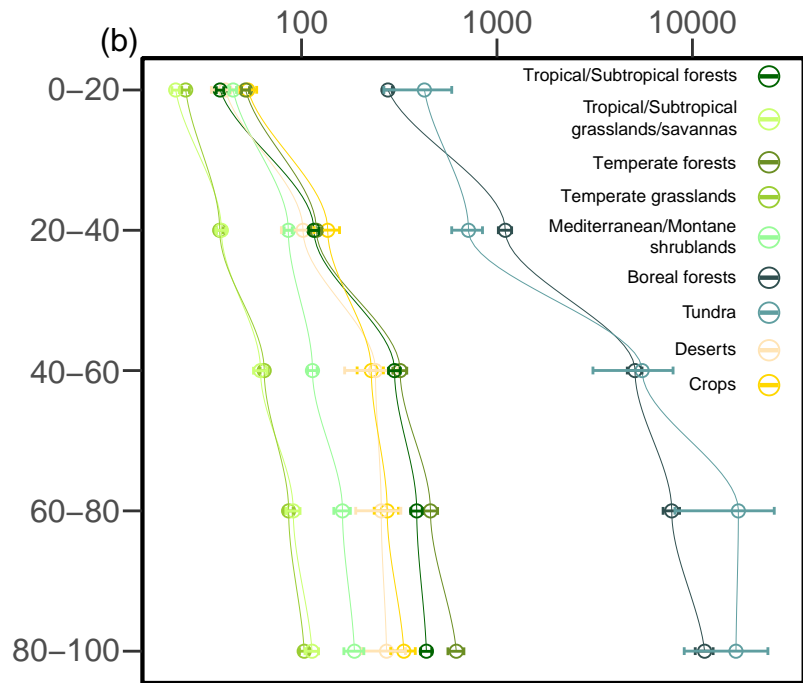 100 1000 10000
(b)
0–20
20–40
40–60
60–80
80–100
Tropical/Subtropical forests
Tropical/Subtropical
grasslands/savannas
Temperate forests
Temperate grasslands
Mediterranean/Montane
shrublands
Boreal forests
Tundra
Deserts
Crops